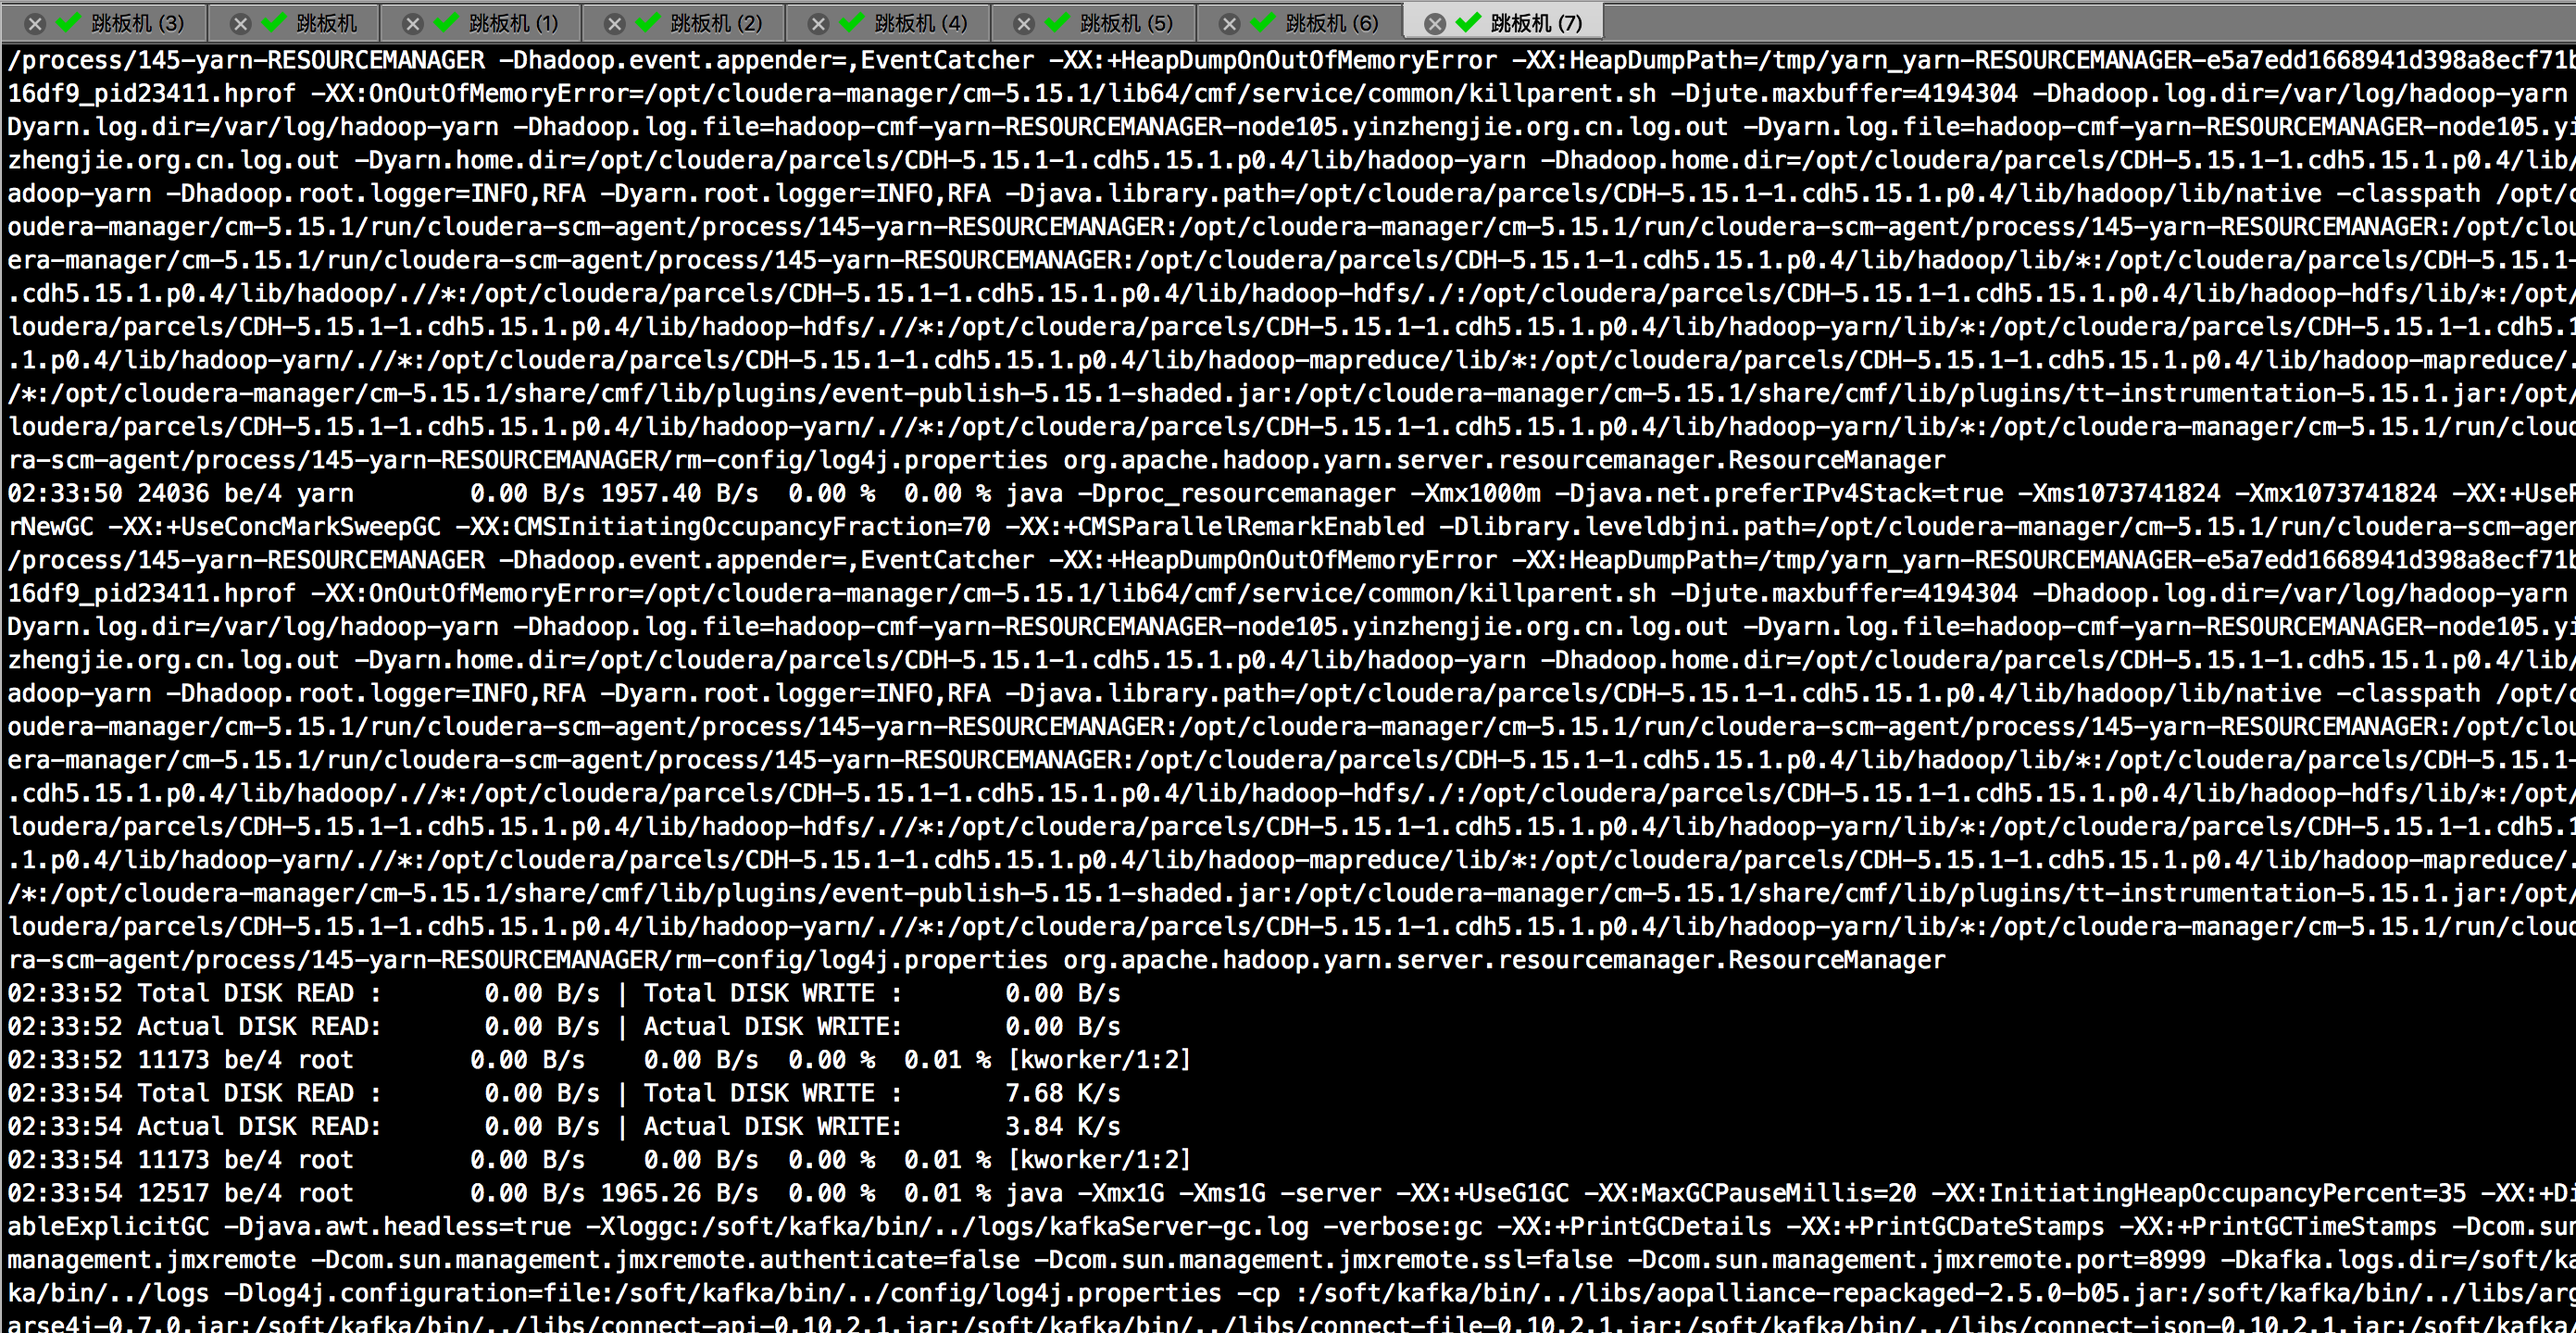 跳板机 (3) 跳板机 跳板机 (1) 跳板机 (2) 跳板机 (4) 跳板机 (5) 跳板机 (6) 跳板机 (7)
/process/145-yarn-RESOURCEMANAGER -Dhadoop.event.appender=,EventCatcher -XX:+HeapDumpOnOutOfMemoryError -XX:HeapDumpPath=/tmp/yarn_yarn-RESOURCEMANAGER-e5a7edd1668941d398a8ecf71b
16df9_pid23411.hprof -XX:OnOutOfMemoryError=/opt/cloudera-manager/cm-5.15.1/lib64/cmf/service/common/killparent.sh -Djute.maxbuffer=4194304 -Dhadoop.log.dir=/var/log/hadoop-yarn
Dyarn.log.dir=/var/log/hadoop-yarn -Dhadoop.log.file=hadoop-cmf-yarn-RESOURCEMANAGER-node105.yinzhengjie.org.cn.log.out -Dyarn.log.file=hadoop-cmf-yarn-RESOURCEMANAGER-node105.yi
zhengjie.org.cn.log.out -Dyarn.home.dir=/opt/cloudera/parcels/CDH-5.15.1-1.cdh5.15.1.p0.4/lib/hadoop-yarn -Dhadoop.home.dir=/opt/cloudera/parcels/CDH-5.15.1-1.cdh5.15.1.p0.4/lib/
adoop-yarn -Dhadoop.root.logger=INFO,RFA -Dyarn.root.logger=INFO,RFA -Djava.library.path=/opt/cloudera/parcels/CDH-5.15.1-1.cdh5.15.1.p0.4/lib/hadoop/lib/native -classpath /opt/c
oudera-manager/cm-5.15.1/run/cloudera-scm-agent/process/145-yarn-RESOURCEMANAGER:/opt/cloudera-manager/cm-5.15.1/run/cloudera-scm-agent/process/145-yarn-RESOURCEMANAGER:/opt/clou
era-manager/cm-5.15.1/run/cloudera-scm-agent/process/145-yarn-RESOURCEMANAGER:/opt/cloudera/parcels/CDH-5.15.1-1.cdh5.15.1.p0.4/lib/hadoop/lib/*:/opt/cloudera/parcels/CDH-5.15.1-
.cdh5.15.1.p0.4/lib/hadoop/.//*:/opt/cloudera/parcels/CDH-5.15.1-1.cdh5.15.1.p0.4/lib/hadoop-hdfs/./:/opt/cloudera/parcels/CDH-5.15.1-1.cdh5.15.1.p0.4/lib/hadoop-hdfs/lib/*:/opt/
loudera/parcels/CDH-5.15.1-1.cdh5.15.1.p0.4/lib/hadoop-hdfs/.//*:/opt/cloudera/parcels/CDH-5.15.1-1.cdh5.15.1.p0.4/lib/hadoop-yarn/lib/*:/opt/cloudera/parcels/CDH-5.15.1-1.cdh5.1
.1.p0.4/lib/hadoop-yarn/.//*:/opt/cloudera/parcels/CDH-5.15.1-1.cdh5.15.1.p0.4/lib/hadoop-mapreduce/lib/*:/opt/cloudera/parcels/CDH-5.15.1-1.cdh5.15.1.p0.4/lib/hadoop-mapreduce/.
/*:/opt/cloudera-manager/cm-5.15.1/share/cmf/lib/plugins/event-publish-5.15.1-shaded.jar:/opt/cloudera-manager/cm-5.15.1/share/cmf/lib/plugins/tt-instrumentation-5.15.1.jar:/opt/
loudera/parcels/CDH-5.15.1-1.cdh5.15.1.p0.4/lib/hadoop-yarn/.//*:/opt/cloudera/parcels/CDH-5.15.1-1.cdh5.15.1.p0.4/lib/hadoop-yarn/lib/*:/opt/cloudera-manager/cm-5.15.1/run/cloud
ra-scm-agent/process/145-yarn-RESOURCEMANAGER/rm-config/log4j.properties org.apache.hadoop.yarn.server.resourcemanager.ResourceManager
02:33:50 24036 be/4 yarn        0.00 B/s 1957.40 B/s  0.00 %  0.00 % java -Dproc_resourcemanager -Xmx1000m -Djava.net.preferIPv4Stack=true -Xms1073741824 -Xmx1073741824 -XX:+UseP
rNewGC -XX:+UseConcMarkSweepGC -XX:CMSInitiatingOccupancyFraction=70 -XX:+CMSParallelRemarkEnabled -Dlibrary.leveldbjni.path=/opt/cloudera-manager/cm-5.15.1/run/cloudera-scm-agen
/process/145-yarn-RESOURCEMANAGER -Dhadoop.event.appender=,EventCatcher -XX:+HeapDumpOnOutOfMemoryError -XX:HeapDumpPath=/tmp/yarn_yarn-RESOURCEMANAGER-e5a7edd1668941d398a8ecf71b
16df9_pid23411.hprof -XX:OnOutOfMemoryError=/opt/cloudera-manager/cm-5.15.1/lib64/cmf/service/common/killparent.sh -Djute.maxbuffer=4194304 -Dhadoop.log.dir=/var/log/hadoop-yarn
Dyarn.log.dir=/var/log/hadoop-yarn -Dhadoop.log.file=hadoop-cmf-yarn-RESOURCEMANAGER-node105.yinzhengjie.org.cn.log.out -Dyarn.log.file=hadoop-cmf-yarn-RESOURCEMANAGER-node105.yi
zhengjie.org.cn.log.out -Dyarn.home.dir=/opt/cloudera/parcels/CDH-5.15.1-1.cdh5.15.1.p0.4/lib/hadoop-yarn -Dhadoop.home.dir=/opt/cloudera/parcels/CDH-5.15.1-1.cdh5.15.1.p0.4/lib/
adoop-yarn -Dhadoop.root.logger=INFO,RFA -Dyarn.root.logger=INFO,RFA -Djava.library.path=/opt/cloudera/parcels/CDH-5.15.1-1.cdh5.15.1.p0.4/lib/hadoop/lib/native -classpath /opt/c
oudera-manager/cm-5.15.1/run/cloudera-scm-agent/process/145-yarn-RESOURCEMANAGER:/opt/cloudera-manager/cm-5.15.1/run/cloudera-scm-agent/process/145-yarn-RESOURCEMANAGER:/opt/clou
era-manager/cm-5.15.1/run/cloudera-scm-agent/process/145-yarn-RESOURCEMANAGER:/opt/cloudera/parcels/CDH-5.15.1-1.cdh5.15.1.p0.4/lib/hadoop/lib/*:/opt/cloudera/parcels/CDH-5.15.1-
.cdh5.15.1.p0.4/lib/hadoop/.//*:/opt/cloudera/parcels/CDH-5.15.1-1.cdh5.15.1.p0.4/lib/hadoop-hdfs/./:/opt/cloudera/parcels/CDH-5.15.1-1.cdh5.15.1.p0.4/lib/hadoop-hdfs/lib/*:/opt/
loudera/parcels/CDH-5.15.1-1.cdh5.15.1.p0.4/lib/hadoop-hdfs/.//*:/opt/cloudera/parcels/CDH-5.15.1-1.cdh5.15.1.p0.4/lib/hadoop-yarn/lib/*:/opt/cloudera/parcels/CDH-5.15.1-1.cdh5.1
.1.p0.4/lib/hadoop-yarn/.//*:/opt/cloudera/parcels/CDH-5.15.1-1.cdh5.15.1.p0.4/lib/hadoop-mapreduce/lib/*:/opt/cloudera/parcels/CDH-5.15.1-1.cdh5.15.1.p0.4/lib/hadoop-mapreduce/.
/*:/opt/cloudera-manager/cm-5.15.1/share/cmf/lib/plugins/event-publish-5.15.1-shaded.jar:/opt/cloudera-manager/cm-5.15.1/share/cmf/lib/plugins/tt-instrumentation-5.15.1.jar:/opt/
loudera/parcels/CDH-5.15.1-1.cdh5.15.1.p0.4/lib/hadoop-yarn/.//*:/opt/cloudera/parcels/CDH-5.15.1-1.cdh5.15.1.p0.4/lib/hadoop-yarn/lib/*:/opt/cloudera-manager/cm-5.15.1/run/cloud
ra-scm-agent/process/145-yarn-RESOURCEMANAGER/rm-config/log4j.properties org.apache.hadoop.yarn.server.resourcemanager.ResourceManager
02:33:52 Total DISK READ :       0.00 B/s | Total DISK WRITE :       0.00 B/s
02:33:52 Actual DISK READ:       0.00 B/s | Actual DISK WRITE:       0.00 B/s
02:33:52 11173 be/4 root        0.00 B/s    0.00 B/s  0.00 %  0.01 % [kworker/1:2]
02:33:54 Total DISK READ :       0.00 B/s | Total DISK WRITE :       7.68 K/s
02:33:54 Actual DISK READ:       0.00 B/s | Actual DISK WRITE:       3.84 K/s
02:33:54 11173 be/4 root        0.00 B/s    0.00 B/s  0.00 %  0.01 % [kworker/1:2]
02:33:54 12517 be/4 root        0.00 B/s 1965.26 B/s  0.00 %  0.01 % java -Xmx1G -Xms1G -server -XX:+UseG1GC -XX:MaxGCPauseMillis=20 -XX:InitiatingHeapOccupancyPercent=35 -XX:+Di
ableExplicitGC -Djava.awt.headless=true -Xloggc:/soft/kafka/bin/../logs/kafkaServer-gc.log -verbose:gc -XX:+PrintGCDetails -XX:+PrintGCDateStamps -XX:+PrintGCTimeStamps -Dcom.sun
management.jmxremote -Dcom.sun.management.jmxremote.authenticate=false -Dcom.sun.management.jmxremote.ssl=false -Dcom.sun.management.jmxremote.port=8999 -Dkafka.logs.dir=/soft/ka
ka/bin/../logs -Dlog4j.configuration=file:/soft/kafka/bin/../config/log4j.properties -cp :/soft/kafka/bin/../libs/aopalliance-repackaged-2.5.0-b05.jar:/soft/kafka/bin/../libs/arg
arse4j-0.7.0.jar:/soft/kafka/bin/../libs/connect-api-0.10.2.1.jar:/soft/kafka/bin/../libs/connect-file-0.10.2.1.jar:/soft/kafka/bin/../libs/connect-json-0.10.2.1.jar:/soft/kafka